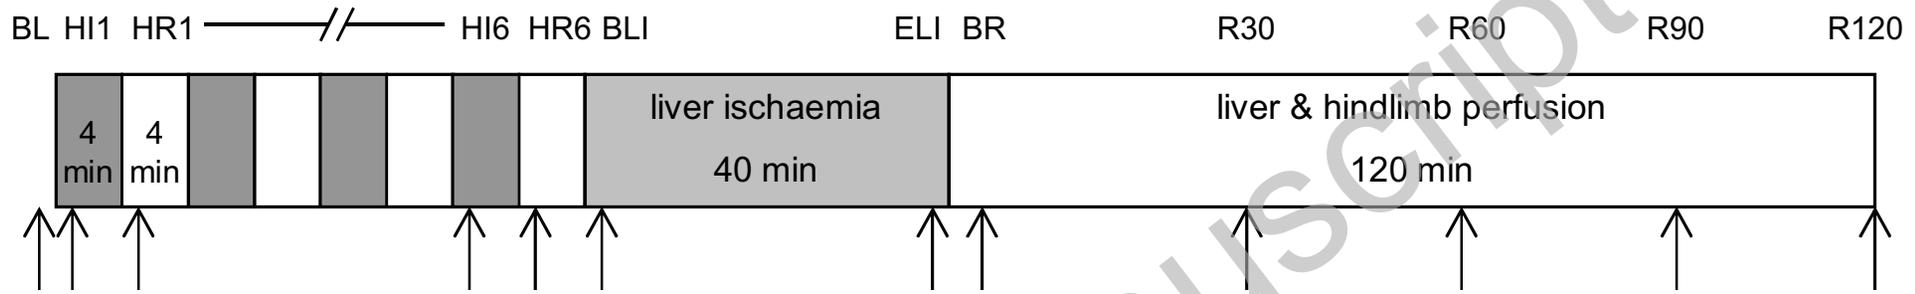 BL HI1 HR1 HI6 HR6 BLI ELI BR R30 R60 R90 R120
4 min
4 min
liver ischaemia
40 min
liver & hindlimb perfusion
120 min